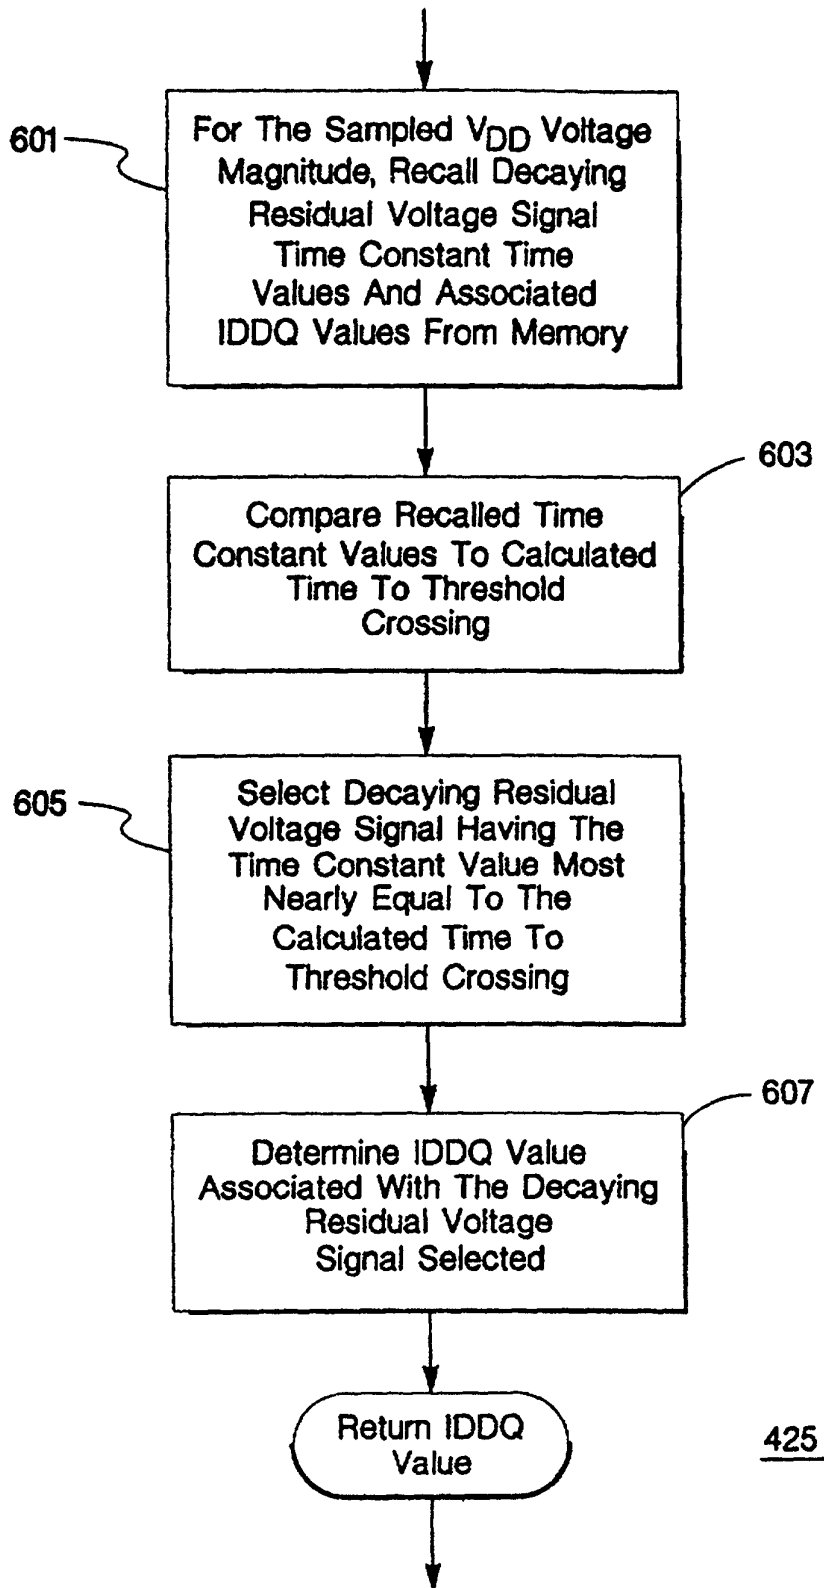 601
For The Sampled VDD Voltage
Magnitude, Recall Decaying
Residual Voltage Signal
Time Constant Time
Values And Associated
IDDQ Values From Memory
603
Compare Recalled Time
Constant Values To Calculated
Time To Threshold
Crossing
605
Select Decaying Residual
Voltage Signal Having The
Time Constant Value Most
Nearly Equal To The
Calculated Time To
Threshold Crossing
607
Determine IDDQ Value
Associated With The Decaying
Residual Voltage
Signal Selected
Return IDDQ
Value
425